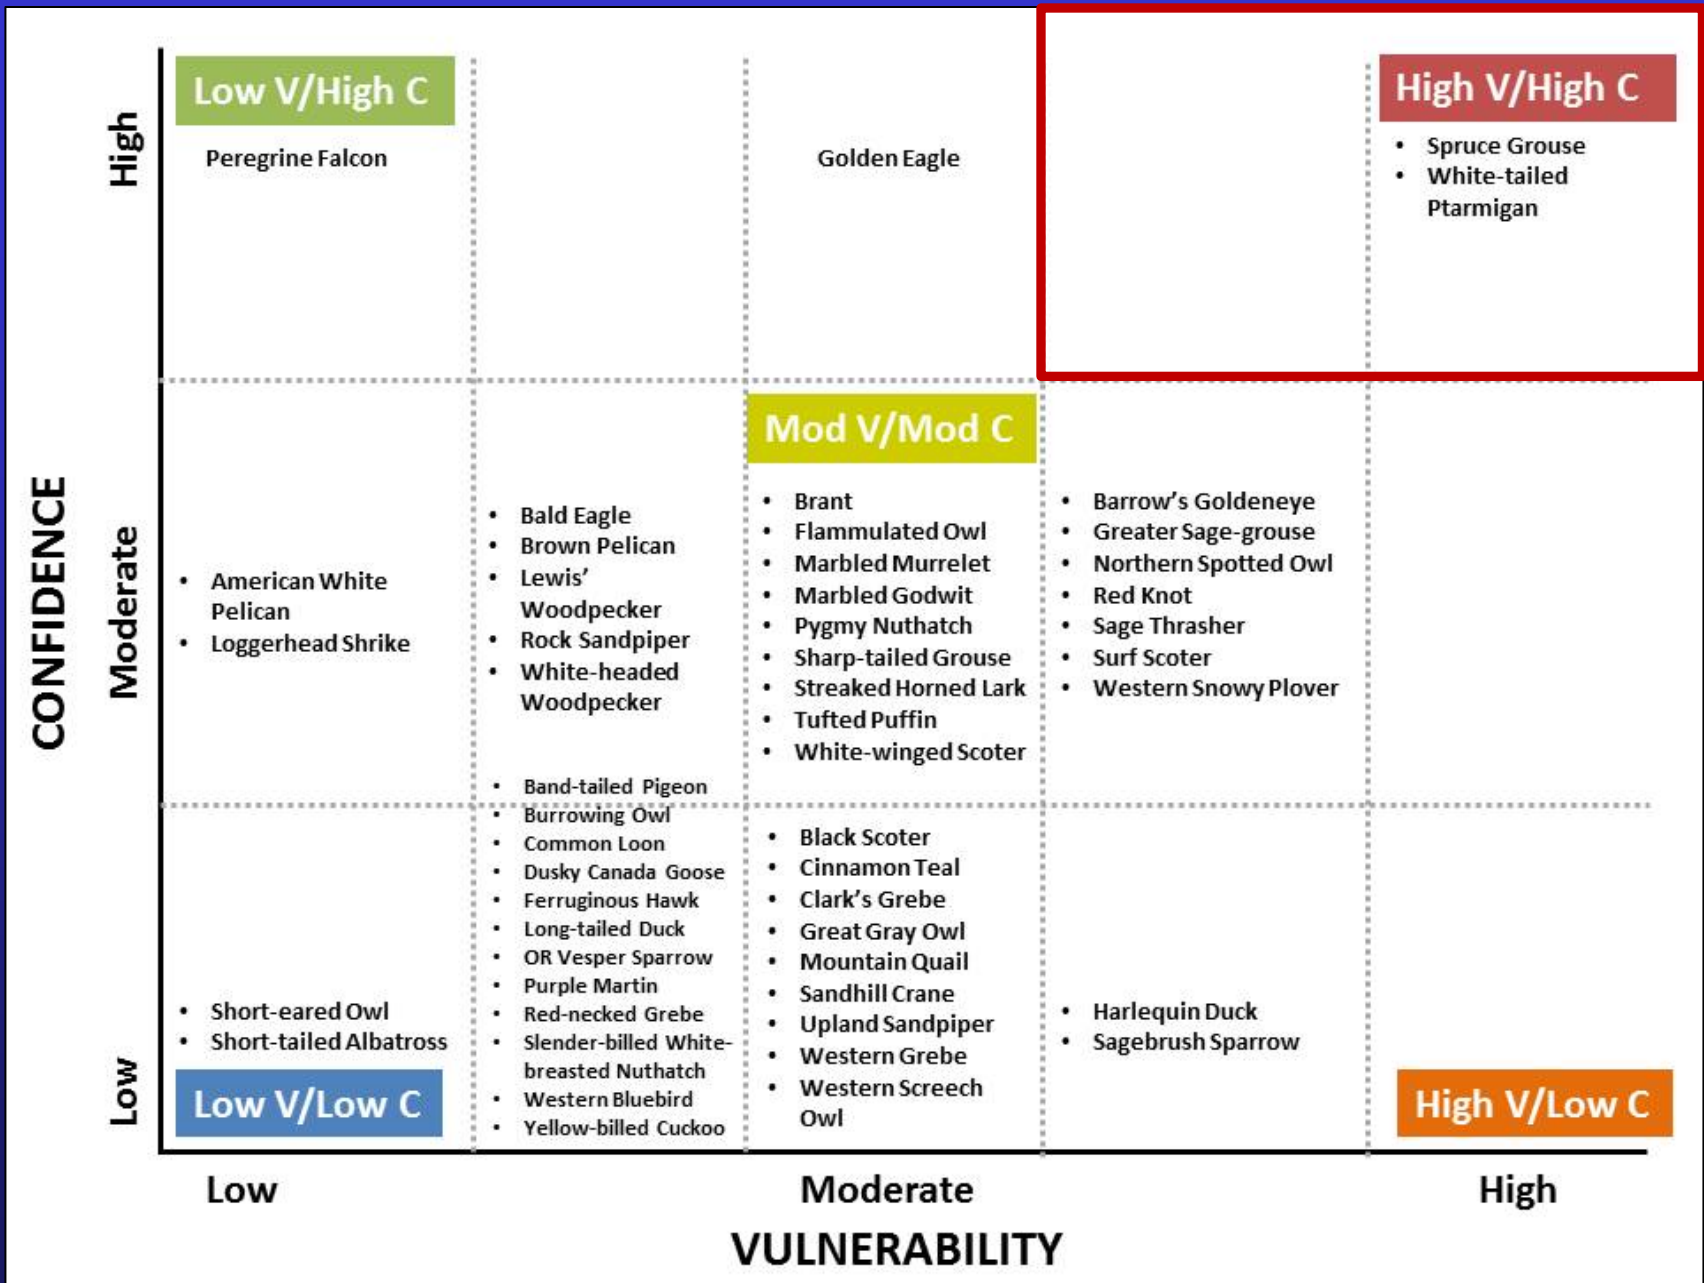 Low V/High C
High V/High C
High
Peregrine Falcon
Golden Eagle
• Spruce Grouse
• White-tailed
Ptarmigan
CONFIDENCE
Moderate
• American White
Pelican
• Loggerhead Shrike
• Bald Eagle
• Brown Pelican
• Lewis’
Woodpecker
• Rock Sandpiper
• White-headed
Woodpecker
Mod V/Mod C
• Brant
• Flammulated Owl
• Marbled Murrelet
• Marbled Godwit
• Pygmy Nuthatch
• Sharp-tailed Grouse
• Streaked Horned Lark
• Tufted Puffin
• White-winged Scoter
• Barrow’s Goldeneye
• Greater Sage-grouse
• Northern Spotted Owl
• Red Knot
• Sage Thrasher
• Surf Scoter
• Western Snowy Plover
Low
• Short-eared Owl
• Short-tailed Albatross
Low V/Low C
• Band-tailed Pigeon
• Burrowing Owl
• Common Loon
• Dusky Canada Goose
• Ferruginous Hawk
• Long-tailed Duck
• OR Vesper Sparrow
• Purple Martin
• Red-necked Grebe
• Slender-billed White-
breasted Nuthatch
• Western Bluebird
• Yellow-billed Cuckoo
• Black Scoter
• Cinnamon Teal
• Clark’s Grebe
• Great Gray Owl
• Mountain Quail
• Sandhill Crane
• Upland Sandpiper
• Western Grebe
• Western Screech
Owl
• Harlequin Duck
• Sagebrush Sparrow
High V/Low C
Low
Moderate
High
VULNERABILITY